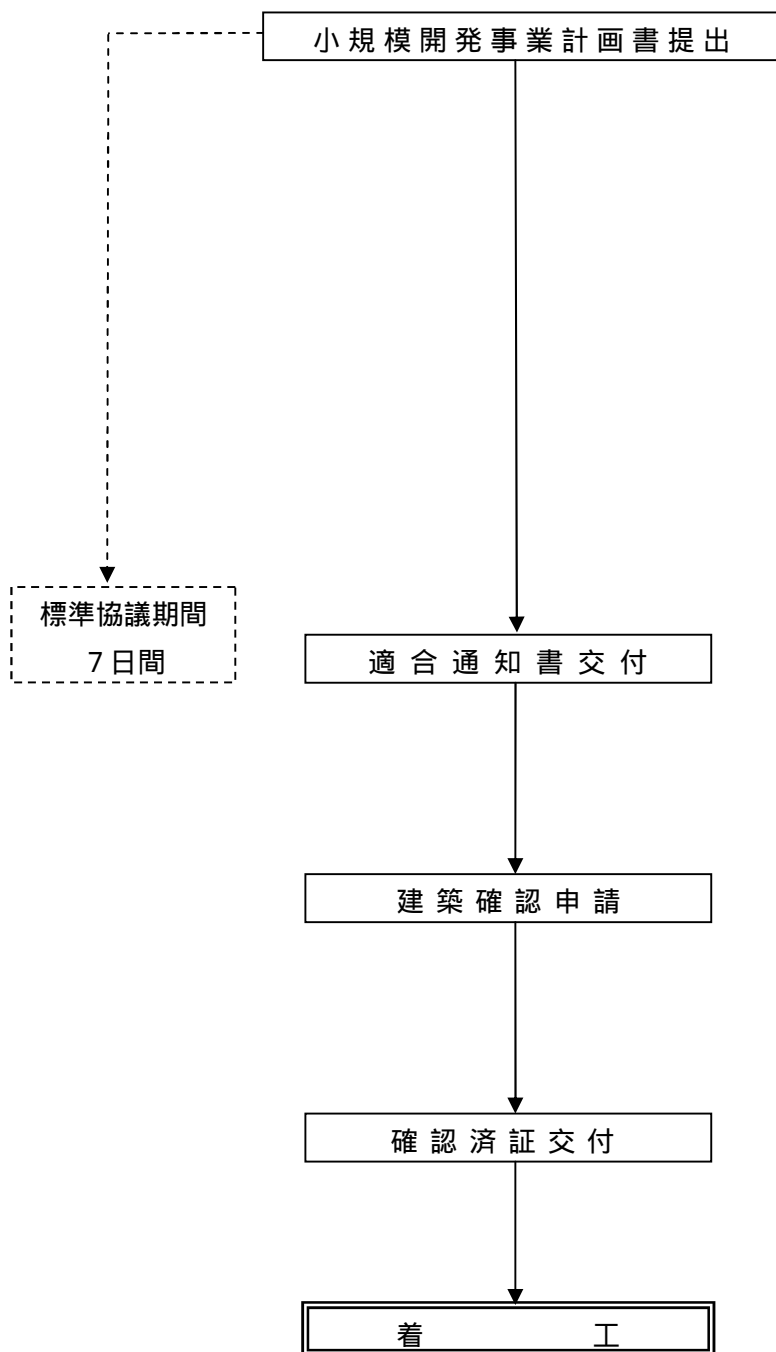 小規模開発事業計画書提出
標準協議期間
7日間
適合通知書交付
建築確認申請
確認済証交付
着工